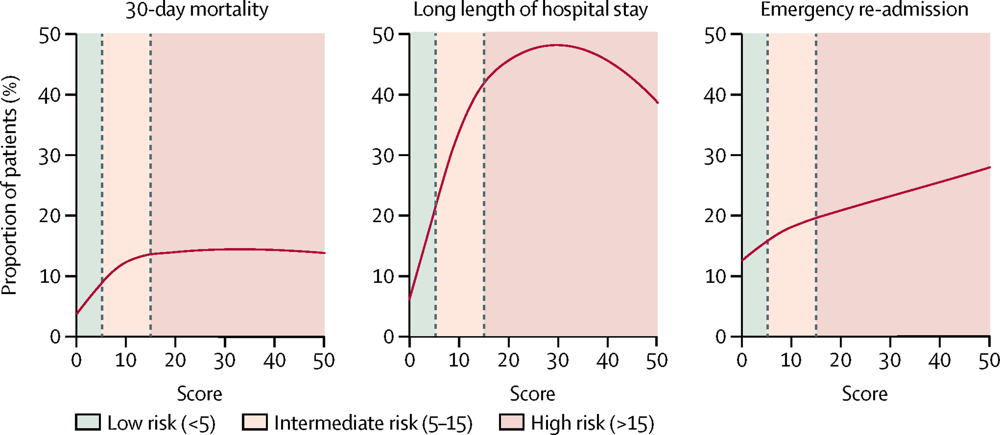 30-day mortality
Long length of hospital stay
Emergency re-admission
Proportion of patients (%)
50
40
30
20
10
0
0 10 20 30 40 50
Score
50
40
30
20
10
0
0 10 20 30 40 50
Score
50
40
30
20
10
0
0 10 20 30 40 50
Score
Low risk (<5) Intermediate risk (5–15) High risk (>15)